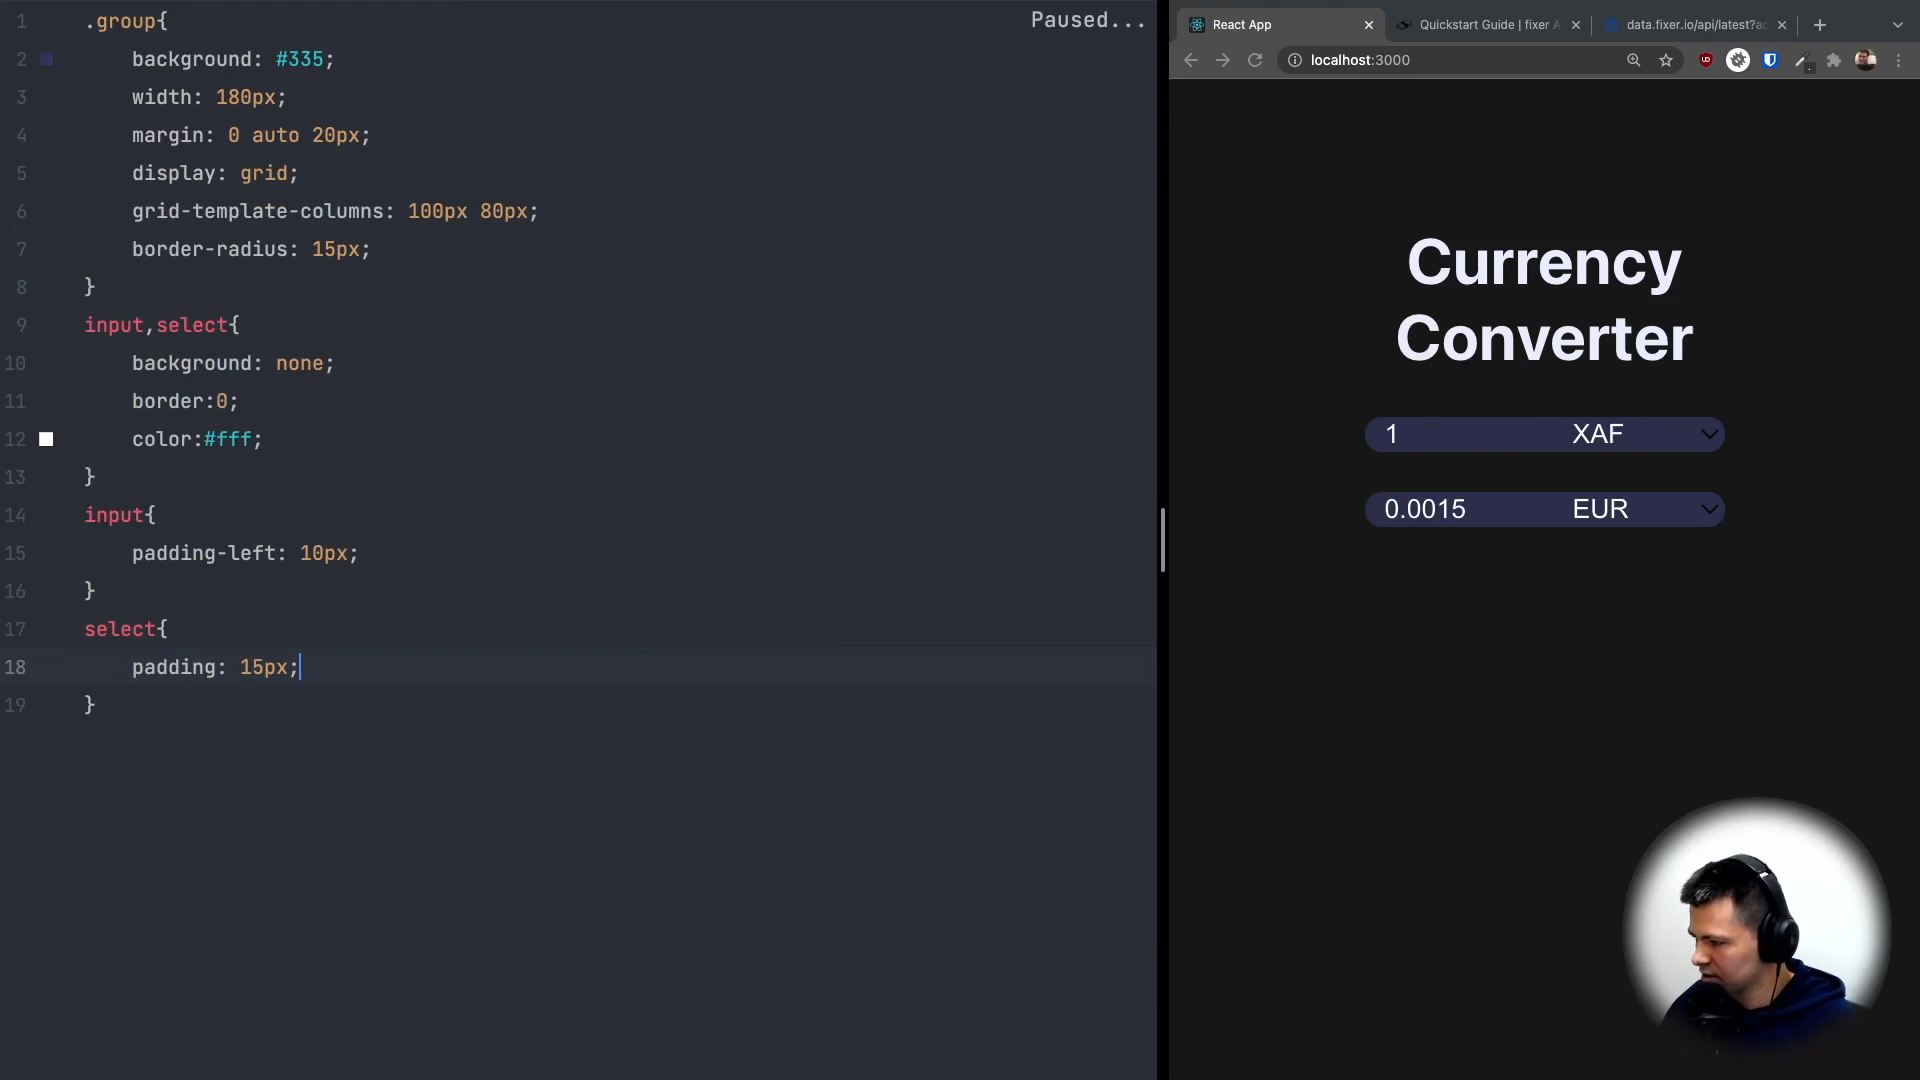 1 .group{
2 background: #335;
3 width: 180px;
4 margin: 0 auto 20px;
5 display: grid;
6 grid-template-columns: 100px 80px;
7 border-radius: 15px;
8 }
9 input,select{
10 background: none;
11 border:0;
12 color:#fff;
13 }
14 input{
15 padding-left: 10px;
16 }
17 select{
18 padding: 15px;
19 }
Paused...
React App
Quickstart Guide | fixer A
data.fixer.io/api/latest?ac
localhost:3000
Currency
Converter
1 XAF
0.0015 EUR